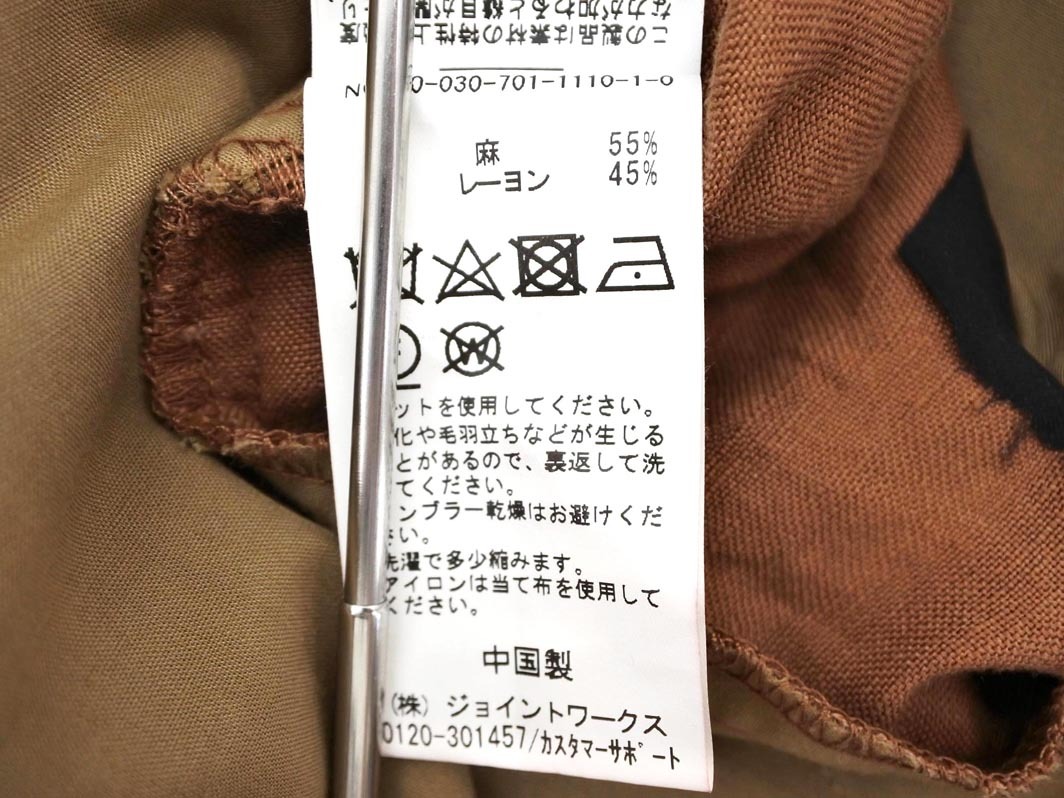 -030-701-1110-1-0
麻 55%
レーヨン 45%
W
ットを使用してください。
化や毛羽立ちなどが生じる
とがあるので、裏返して洗
てください。
ンブラー乾燥はお避けくだ
い。
洗濯で多少縮みます。
アイロンは当て布を使用して
ください。
中国製
(株) ジョイントワークス
0120-301457/カスタマーサポート